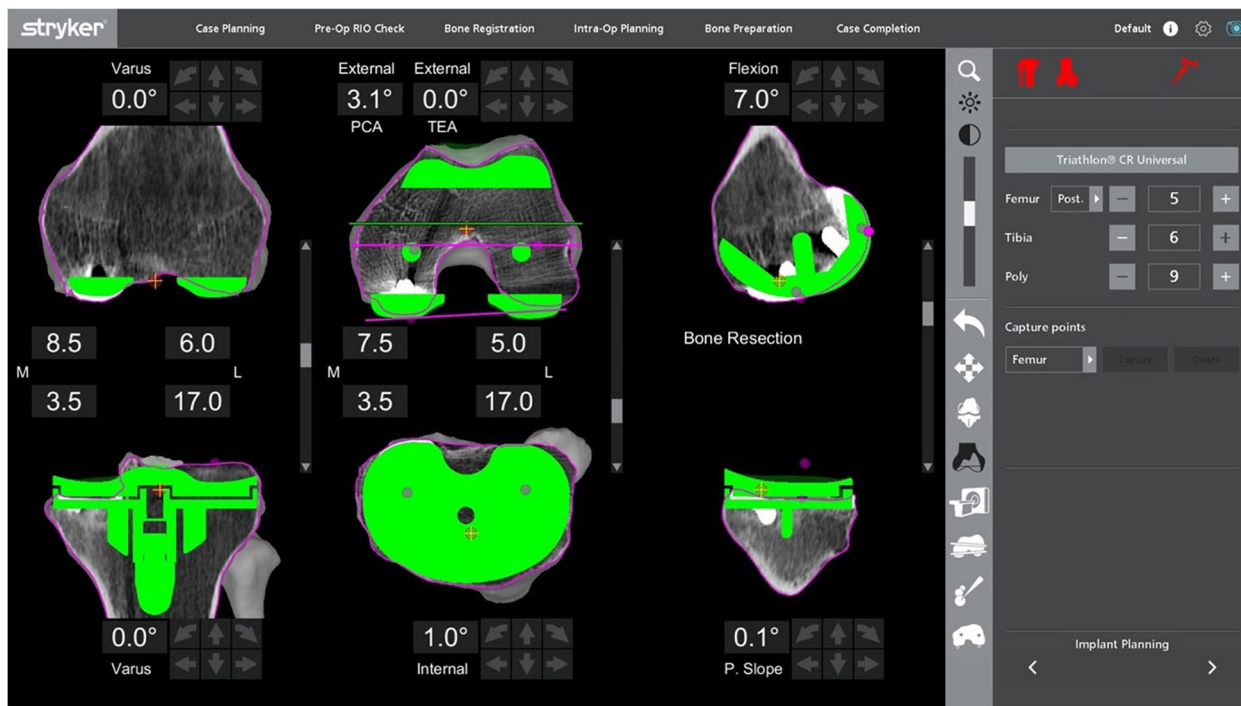 stryker®
Case Planning
Pre-Op RIO Check
Bone Registration
Intra-Op Planning
Bone Preparation
Case Completion
Default
Varus
0.0°
External External
3.1° 0.0°
PCA TEA
Flexion
7.0°
Triathlon® CR Universal
Femur Post. − 5 +
Tibia − 6 +
Poly − 9 +
8.5 6.0
M L
3.5 17.0
7.5 5.0
M L
3.5 17.0
Bone Resection
Capture points
Femur Capture Delete
0.0°
Varus
1.0°
Internal
0.1°
P. Slope
Implant Planning